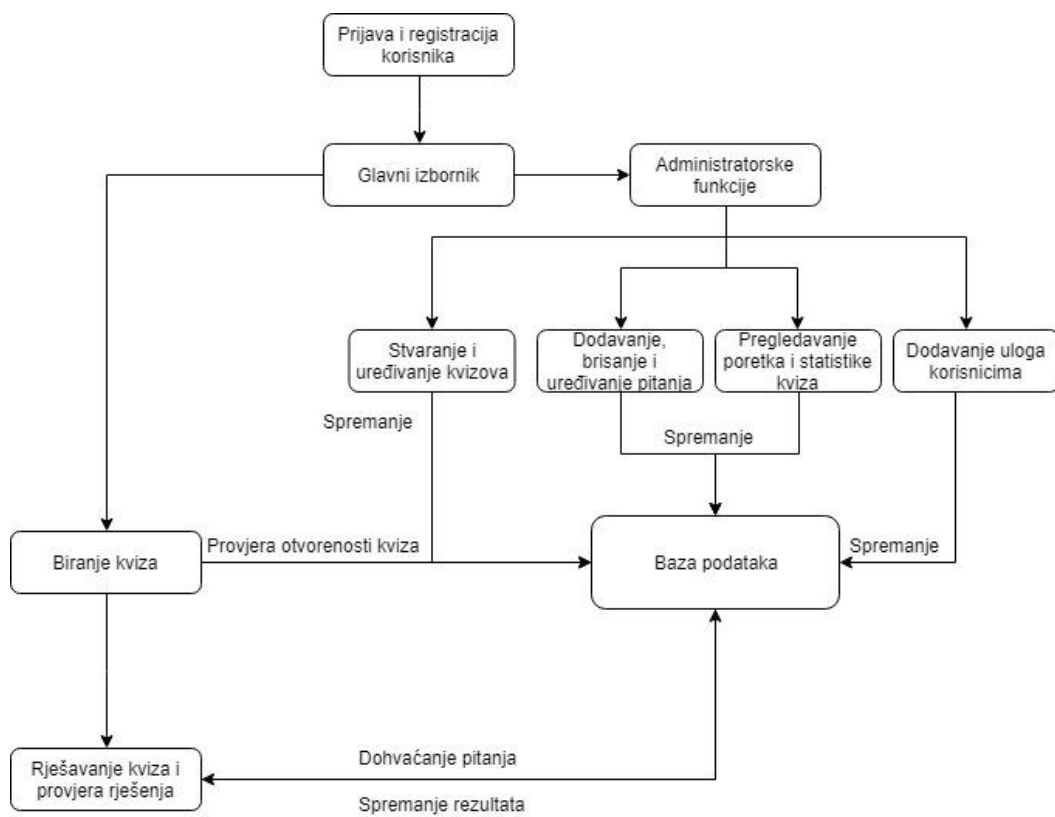 Prijava i registracija
korisnika
Glavni izbornik
Administratorske
funkcije
Stvaranje i
uređivanje kvizova
Dodavanje,
brisanje i
uređivanje pitanja
Pregledavanje
poretka i statistike
kviza
Dodavanje uloga
korisnicima
Spremanje
Spremanje
Biranje kviza
Provjera otvorenosti kviza
Baza podataka
Spremanje
Rješavanje kviza i
provjera rješenja
Dohvaćanje pitanja
Spremanje rezultata